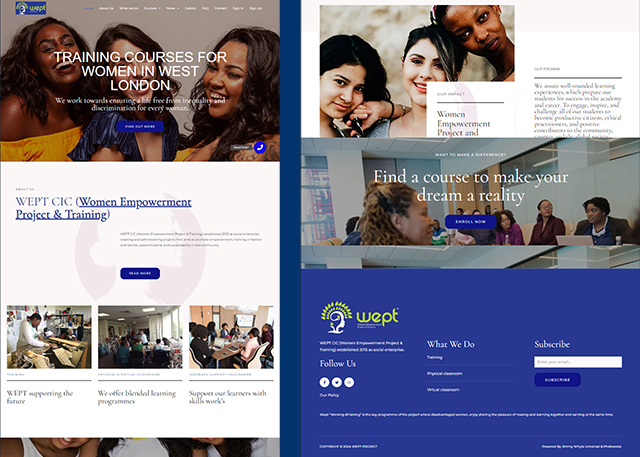 wept
Home About Us What we do Courses News Gallery FAQ Contact Sign In Sign Up
TRAINING COURSES FOR
WOMEN IN WEST
LONDON
We work towards ensuring a life free from inequality and
discrimination for every woman.
FIND OUT MORE
ABOUT US
WEPT CIC (Women Empowerment
Project & Training)
WEPT CIC (Women Empowerment Project & Training) established 2015 as social enterprise,
creating and administering projects that aims to promote empowerment, training in fashion
and textiles, apprenticeship and sustainability in the community.
READ MORE
TRAINING
WEPT supporting the
future
PHYSICAL & VIRTUAL CLASSROOM
We offer blended learning
programmes
LEARNING SUPPORT PROGRAMME
Support our learners with
skills work's
OUR IMPACT
Women
Empowerment
Project and
OUR PROMISE
We assure well-rounded learning
experiences, which prepare our
students for success in the academy
and career. To engage, inspire, and
challenge all of our students to
become productive citizens, ethical
practitioners, and positive
contributors to the community,
WANT TO MAKE A DIFFERENCE?
Find a course to make your
dream a reality
ENROLL NOW
wept
WEPT CIC (Women Empowerment Project &
Training) established 2015 as social enterprise.
Follow Us
Our Policy
What We Do
Training
Physical classroom
Virtual classroom
Subscribe
Enter your email...
SUBSCRIBE
Wept "Working &Training" is the key programme of the project where disadvantaged women, enjoy sharing the pleasure of making and learning together and earning at the same time.
COPYRIGHT © 2024 WEPT PROJECT